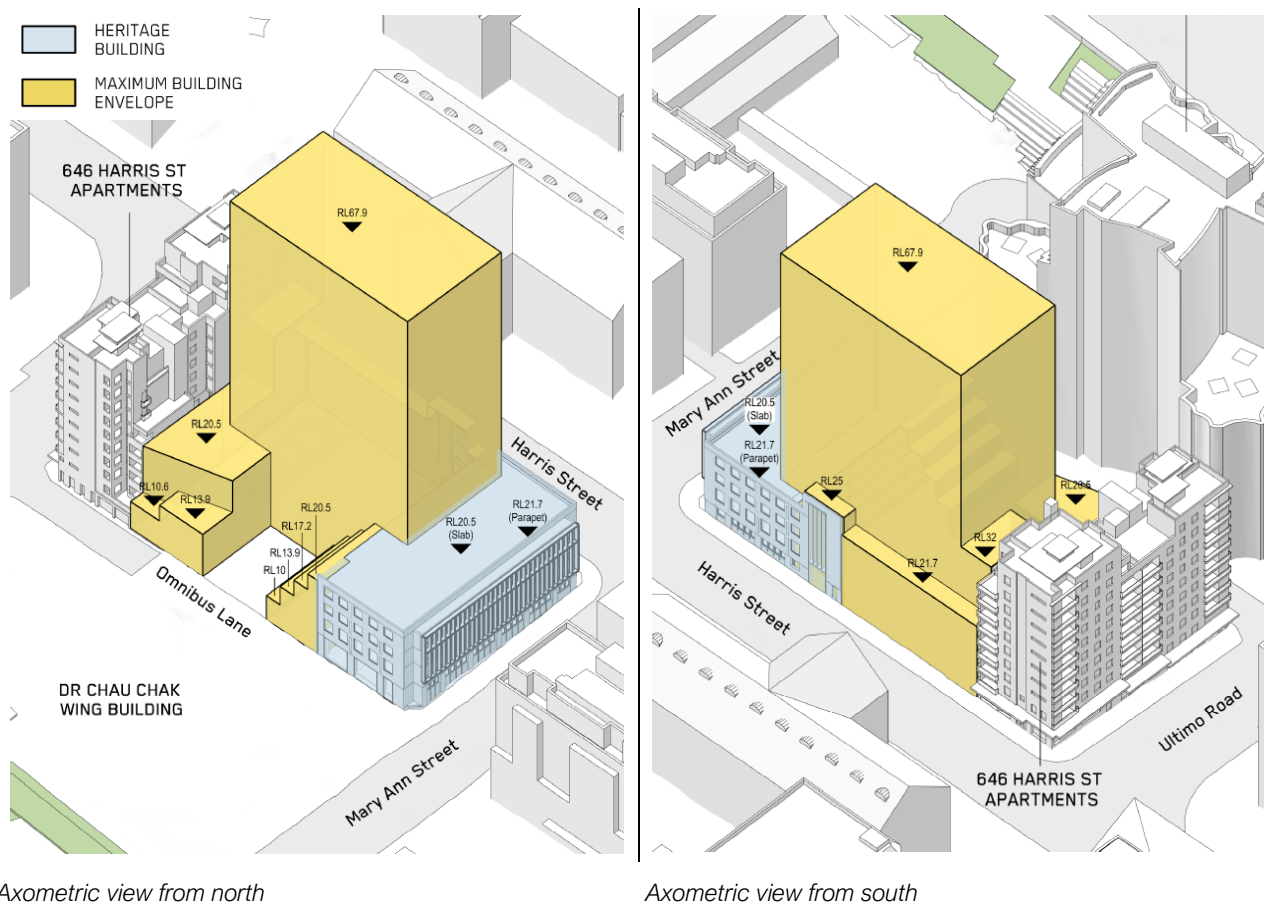 HERITAGE
BUILDING
MAXIMUM BUILDING
ENVELOPE
646 HARRIS ST
APARTMENTS
RL67.9
RL20.5
RL10.6
RL13.9
RL20.5
RL17.2
RL13.9
RL10
RL21.7
(Parapet)
RL20.5
(Slab)
Harris Street
Omnibus Lane
DR CHAU CHAK
WING BUILDING
Mary Ann Street
Axometric view from north
RL67.9
Mary Ann Street
RL20.5
(Slab)
RL21.7
(Parapet)
RL25
RL32
RL21.7
Harris Street
Ultimo Road
646 HARRIS ST
APARTMENTS
Axometric view from south